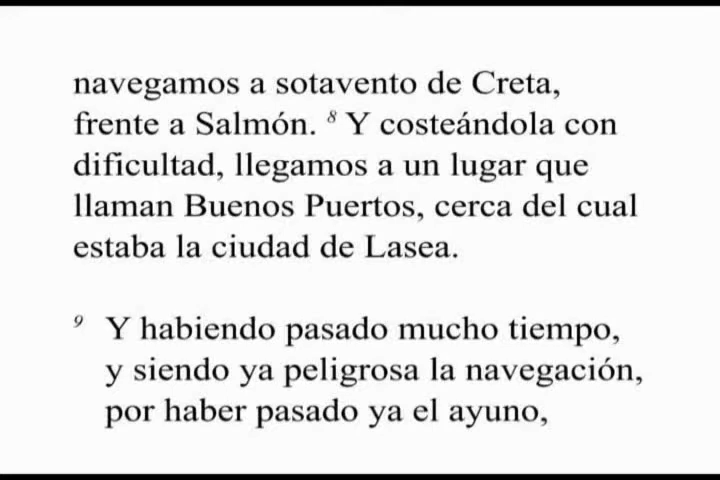 navegamos a sotavento de Creta,
frente a Salmón. 8 Y costeándola con
dificultad, llegamos a un lugar que
llaman Buenos Puertos, cerca del cual
estaba la ciudad de Lasea.
9 Y habiendo pasado mucho tiempo,
y siendo ya peligrosa la navegación,
por haber pasado ya el ayuno,